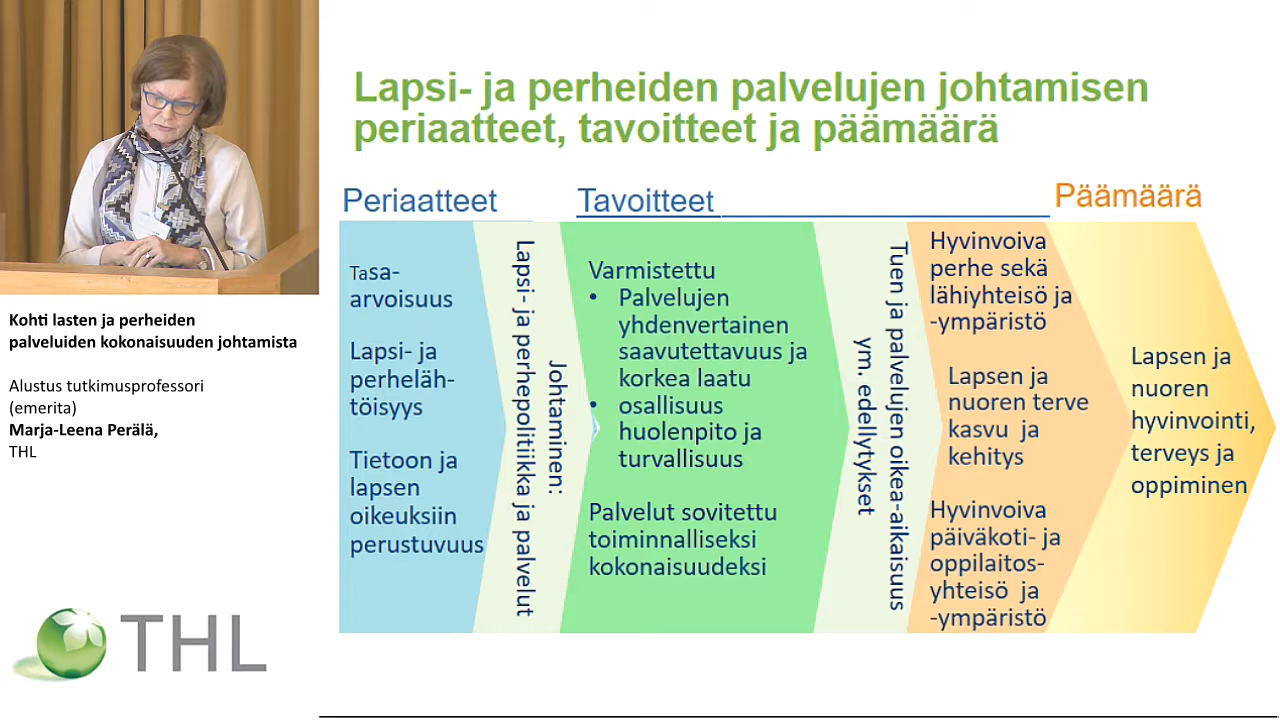 Lapsi- ja perheiden palvelujen johtamisen
periaatteet, tavoitteet ja päämäärä
Periaatteet
Tavoitteet
Päämäärä
Tasa-
arvoisuus
Lapsi- ja
perheläh-
töisyys
Tietoon ja
lapsen
oikeuksiin
perustuvuus
Johtaminen:
Lapsi- ja perhepolitiikka ja palvelut
Varmistettu
• Palvelujen
yhdenvertainen
saavutettavuus ja
korkea laatu
• osallisuus
huolenpito ja
turvallisuus
Palvelut sovitettu
toiminnalliseksi
kokonaisuudeksi
Tuen ja palvelujen oikea-aikaisuus
ym. edellytykset
Hyvinvoiva
perhe sekä
lähiyhteisö ja
-ympäristö
Lapsen ja
nuoren terve
kasvu ja
kehitys
Hyvinvoiva
päiväkoti- ja
oppilaitos-
yhteisö ja
-ympäristö
Lapsen ja
nuoren
hyvinvointi,
terveys ja
oppiminen
Kohti lasten ja perheiden
palveluiden kokonaisuuden johtamista
Alustus tutkimusprofessori
(emerita)
Marja-Leena Perälä,
THL
THL